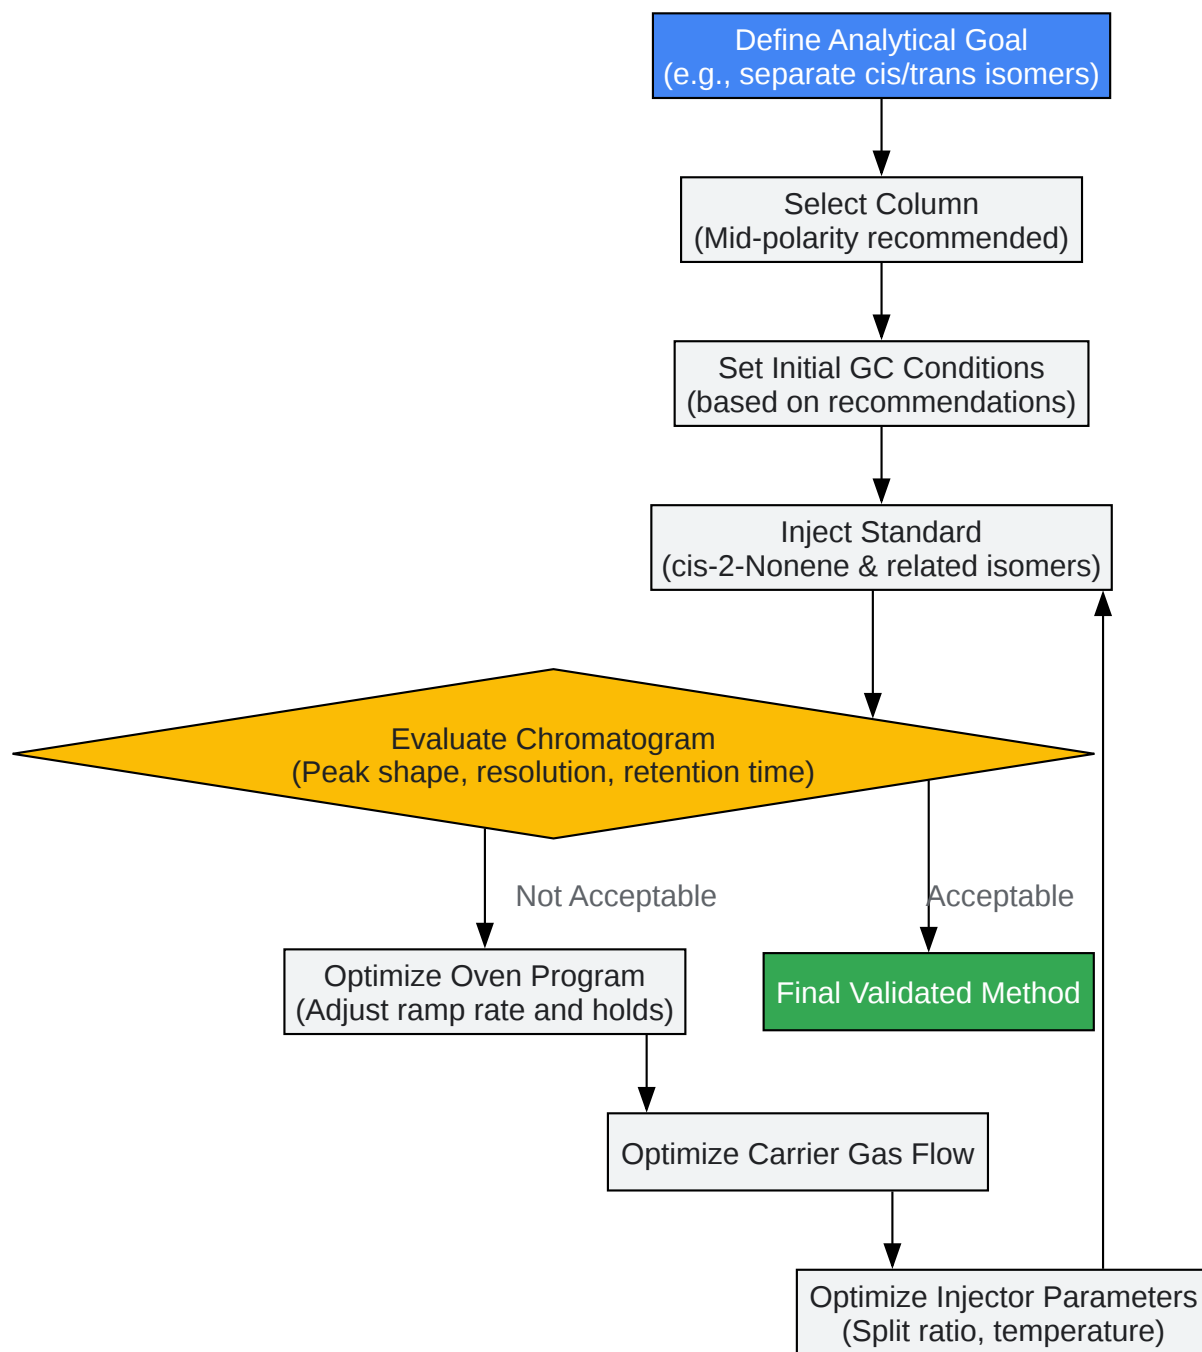 Define Analytical Goal
(e.g., separate cis/trans isomers)
Select Column
(Mid-polarity recommended)
Set Initial GC Conditions
(based on recommendations)
Inject Standard
(cis-2-Nonene & related isomers)
Evaluate Chromatogram
(Peak shape, resolution, retention time)
Not Acceptable
Acceptable
Optimize Oven Program
(Adjust ramp rate and holds)
Final Validated Method
Optimize Carrier Gas Flow
Optimize Injector Parameters
(Split ratio, temperature)